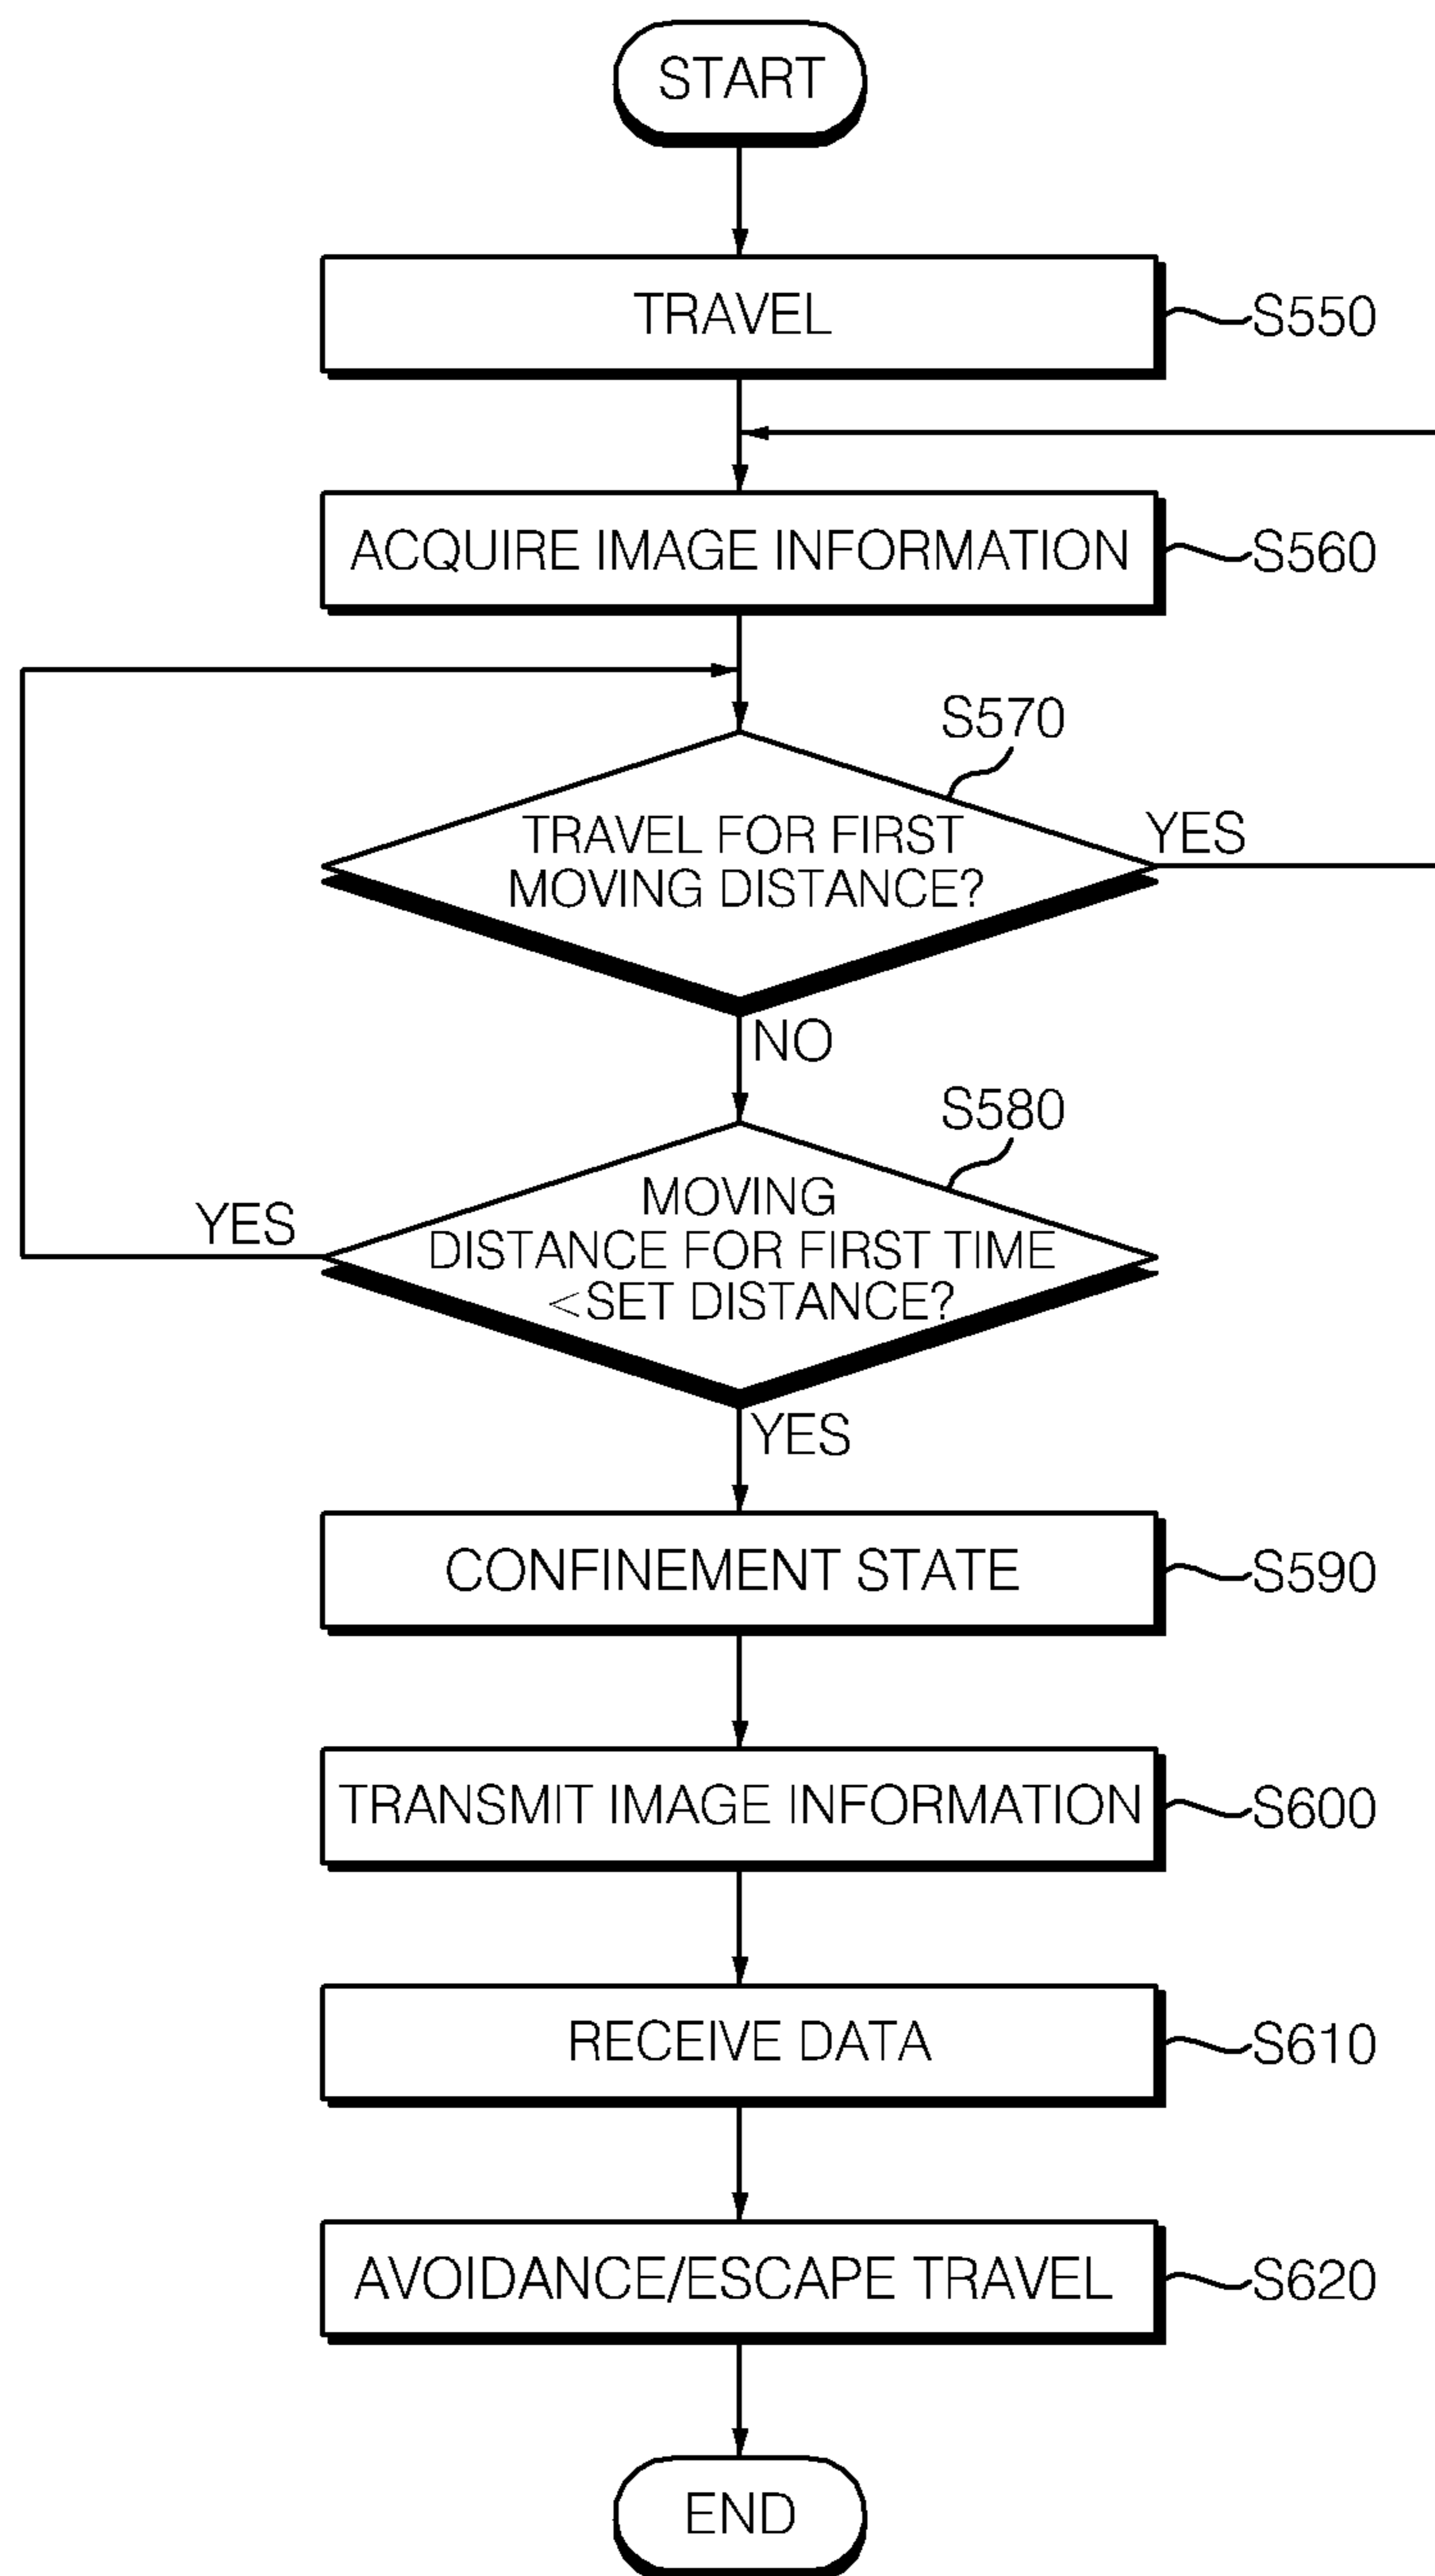 START
TRAVEL
S550
ACQUIRE IMAGE INFORMATION
S560
S570
TRAVEL FOR FIRST
MOVING DISTANCE?
YES
NO
S580
MOVING
DISTANCE FOR FIRST TIME
<SET DISTANCE?
YES
YES
CONFINEMENT STATE
S590
TRANSMIT IMAGE INFORMATION
S600
RECEIVE DATA
S610
AVOIDANCE/ESCAPE TRAVEL
S620
END